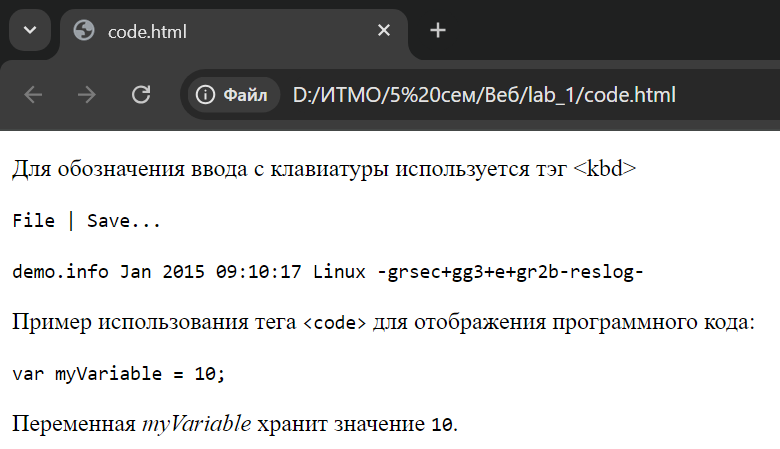 code.html
Файл D:/ИТМО/5%20сем/Веб/lab_1/code.html
Для обозначения ввода с клавиатуры используется тэг <kbd>
File | Save...
demo.info Jan 2015 09:10:17 Linux -grsec+gg3+e+gr2b-reslog-
Пример использования тега <code> для отображения программного кода:
var myVariable = 10;
Переменная myVariable хранит значение 10.